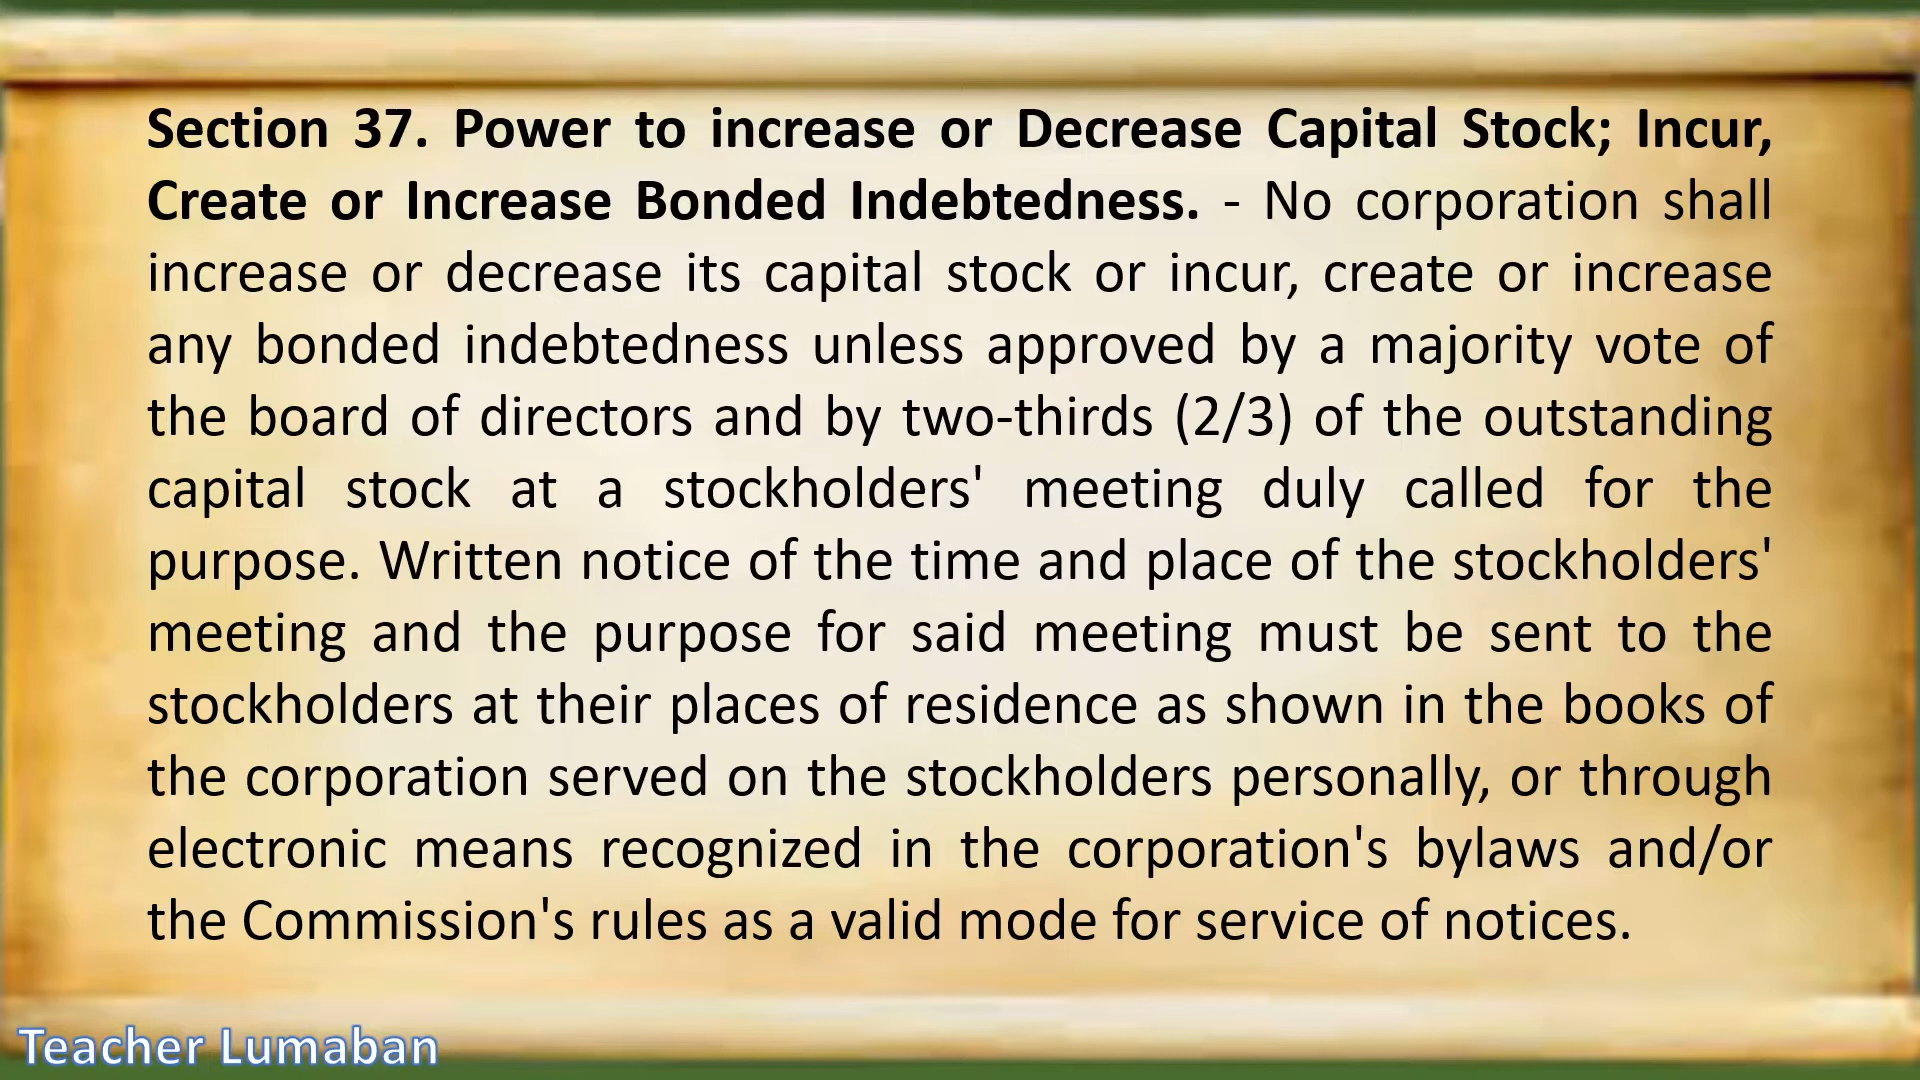 Section 37. Power to increase or Decrease Capital Stock; Incur,
Create or Increase Bonded Indebtedness. - No corporation shall
increase or decrease its capital stock or incur, create or increase
any bonded indebtedness unless approved by a majority vote of
the board of directors and by two-thirds (2/3) of the outstanding
capital stock at a stockholders' meeting duly called for the
purpose. Written notice of the time and place of the stockholders'
meeting and the purpose for said meeting must be sent to the
stockholders at their places of residence as shown in the books of
the corporation served on the stockholders personally, or through
electronic means recognized in the corporation's bylaws and/or
the Commission's rules as a valid mode for service of notices.
Teacher Lumaban